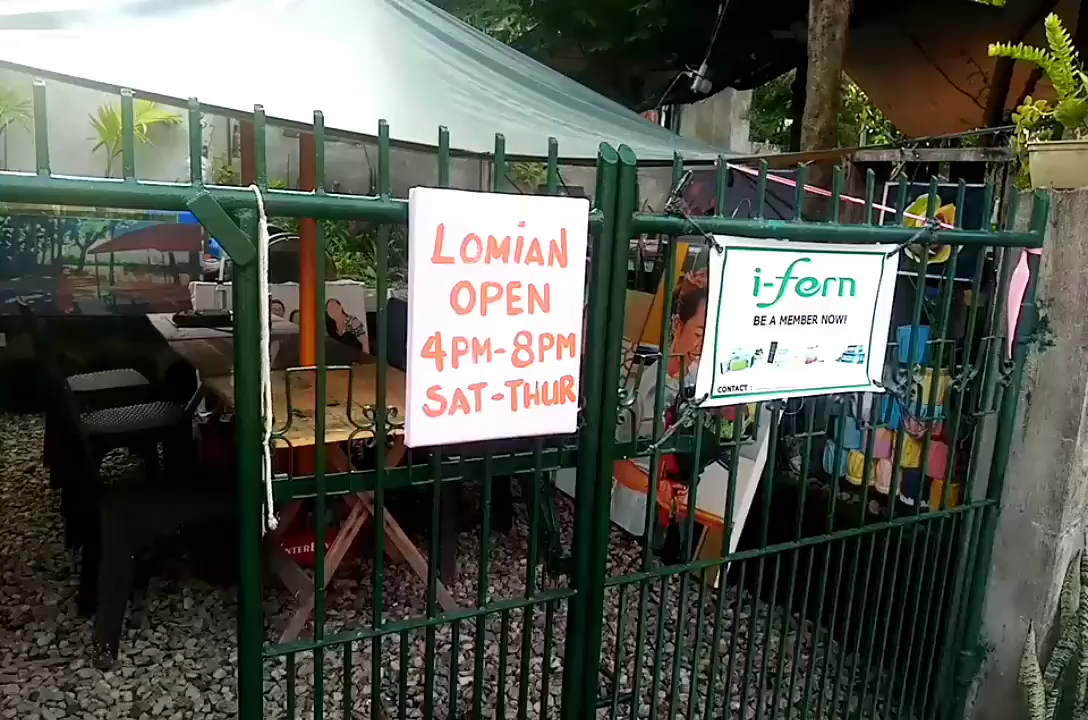 LOMiAN
OPEN
4PM-8PM
SAT-THUR
i-fern
BE A MEMBER NOW!
CONTACT :